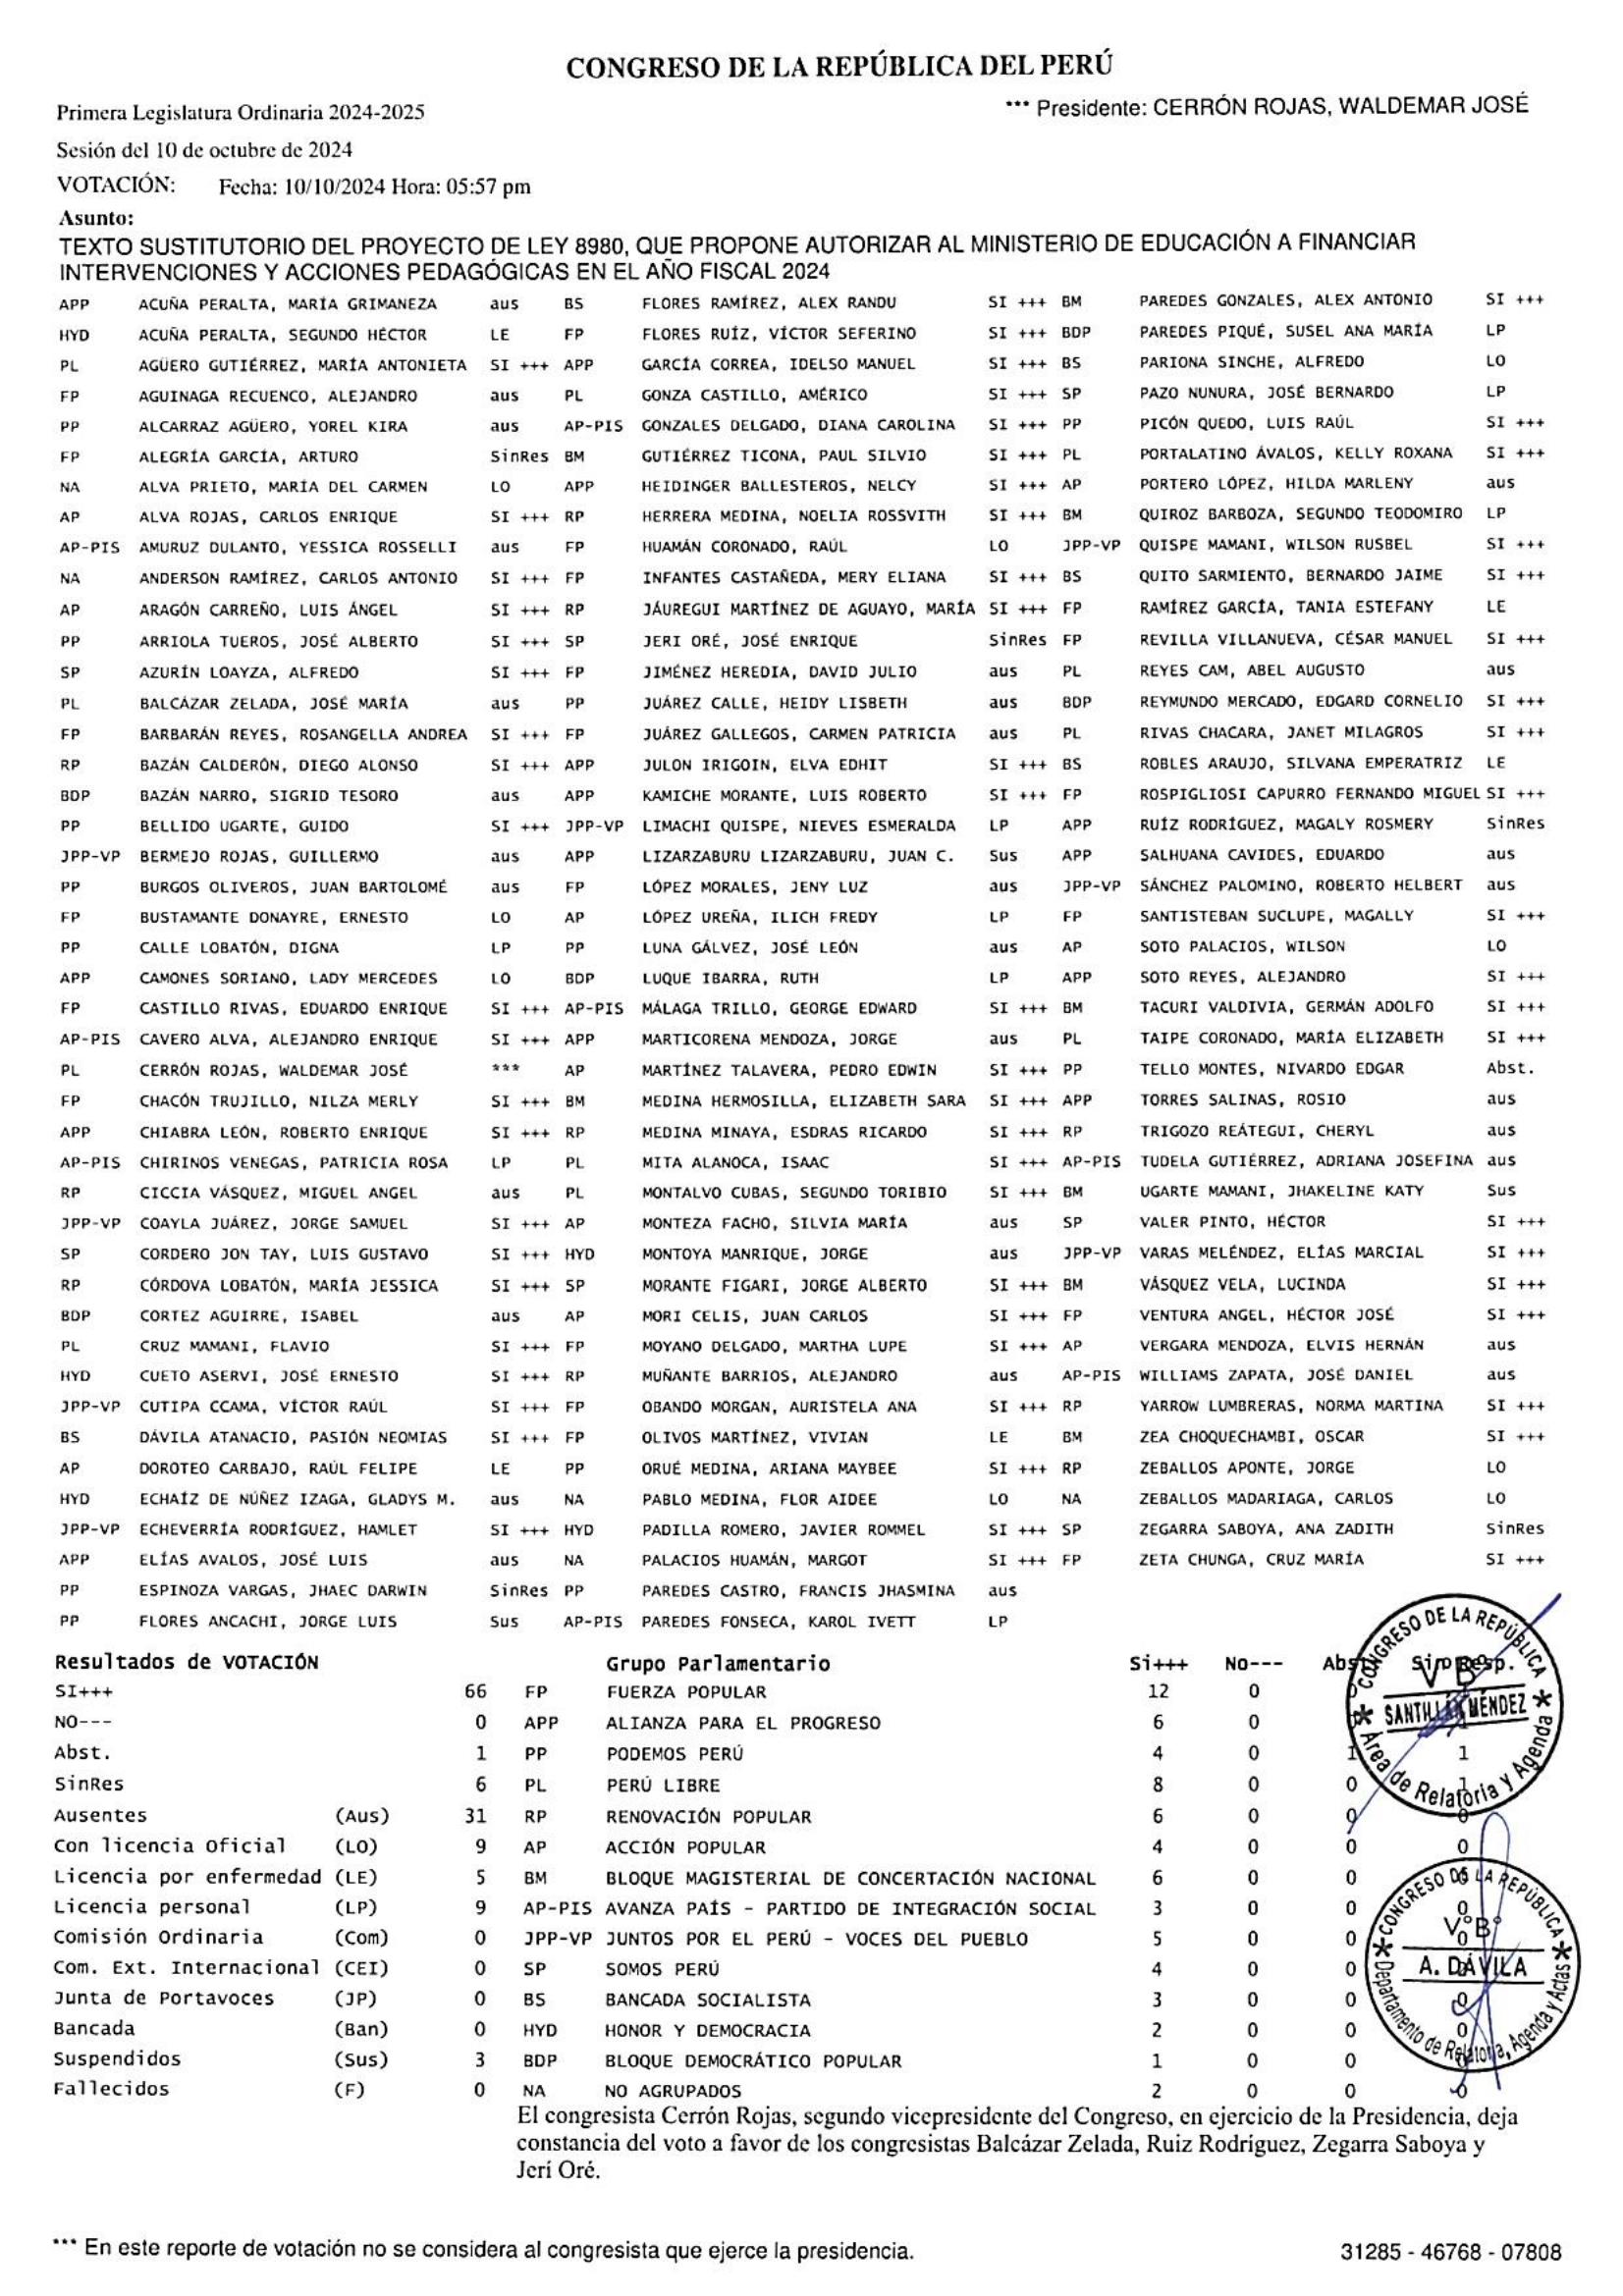 CONGRESO DE LA REPÚBLICA DEL PERÚ
Primera Legislatura Ordinaria 2024-2025 *** Presidente: CERRÓN ROJAS, WALDEMAR JOSÉ
Sesión del 10 de octubre de 2024
VOTACIÓN: Fecha: 10/10/2024 Hora: 05:57 pm
Asunto:
TEXTO SUSTITUTORIO DEL PROYECTO DE LEY 8980, QUE PROPONE AUTORIZAR AL MINISTERIO DE EDUCACIÓN A FINANCIAR
INTERVENCIONES Y ACCIONES PEDAGÓGICAS EN EL AÑO FISCAL 2024
APP ACUÑA PERALTA, MARÍA GRIMANEZA aus BS FLORES RAMÍREZ, ALEX RANDU SI +++ BM PAREDES GONZALES, ALEX ANTONIO SI +++
HYD ACUÑA PERALTA, SEGUNDO HÉCTOR LE FP FLORES RUÍZ, VÍCTOR SEFERINO SI +++ BDP PAREDES PIQUÉ, SUSEL ANA MARÍA LP
PL AGÜERO GUTIÉRREZ, MARÍA ANTONIETA SI +++ APP GARCÍA CORREA, IDELSO MANUEL SI +++ BS PARIONA SINCHE, ALFREDO LO
FP AGUINAGA RECUENCO, ALEJANDRO aus PL GONZA CASTILLO, AMÉRICO SI +++ SP PAZO NUNURA, JOSÉ BERNARDO LP
PP ALCARRAZ AGÜERO, YOREL KIRA aus AP-PIS GONZALES DELGADO, DIANA CAROLINA SI +++ PP PICÓN QUEDO, LUIS RAÚL SI +++
FP ALEGRÍA GARCÍA, ARTURO SinRes BM GUTIÉRREZ TICONA, PAUL SILVIO SI +++ PL PORTALATINO ÁVALOS, KELLY ROXANA SI +++
NA ALVA PRIETO, MARÍA DEL CARMEN LO APP HEIDINGER BALLESTEROS, NELCY SI +++ AP PORTERO LÓPEZ, HILDA MARLENY aus
AP ALVA ROJAS, CARLOS ENRIQUE SI +++ RP HERRERA MEDINA, NOELIA ROSSVITH SI +++ BM QUIROZ BARBOZA, SEGUNDO TEODOMIRO LP
AP-PIS AMURUZ DULANTO, YESSICA ROSSELLI aus FP HUAMÁN CORONADO, RAÚL LO JPP-VP QUISPE MAMANI, WILSON RUSBEL SI +++
NA ANDERSON RAMÍREZ, CARLOS ANTONIO SI +++ FP INFANTES CASTAÑEDA, MERY ELIANA SI +++ BS QUITO SARMIENTO, BERNARDO JAIME SI +++
AP ARAGÓN CARREÑO, LUIS ÁNGEL SI +++ RP JÁUREGUI MARTÍNEZ DE AGUAYO, MARÍA SI +++ FP RAMÍREZ GARCÍA, TANIA ESTEFANY LE
PP ARRIOLA TUEROS, JOSÉ ALBERTO SI +++ SP JERI ORÉ, JOSÉ ENRIQUE SinRes FP REVILLA VILLANUEVA, CÉSAR MANUEL SI +++
SP AZURÍN LOAYZA, ALFREDO SI +++ FP JIMÉNEZ HEREDIA, DAVID JULIO aus PL REYES CAM, ABEL AUGUSTO aus
PL BALCÁZAR ZELADA, JOSÉ MARÍA aus PP JUÁREZ CALLE, HEIDY LISBETH aus BDP REYMUNDO MERCADO, EDGARD CORNELIO SI +++
FP BARBARÁN REYES, ROSANGELLA ANDREA SI +++ FP JUÁREZ GALLEGOS, CARMEN PATRICIA aus PL RIVAS CHACARA, JANET MILAGROS SI +++
RP BAZÁN CALDERÓN, DIEGO ALONSO SI +++ APP JULON IRIGOIN, ELVA EDHIT SI +++ BS ROBLES ARAUJO, SILVANA EMPERATRIZ LE
BDP BAZÁN NARRO, SIGRID TESORO aus APP KAMICHE MORANTE, LUIS ROBERTO SI +++ FP ROSPIGLIOSI CAPURRO FERNANDO MIGUEL SI +++
PP BELLIDO UGARTE, GUIDO SI +++ JPP-VP LIMACHI QUISPE, NIEVES ESMERALDA LP APP RUÍZ RODRÍGUEZ, MAGALY ROSMERY SinRes
JPP-VP BERMEJO ROJAS, GUILLERMO aus APP LIZARZABURU LIZARZABURU, JUAN C. Sus APP SALHUANA CAVIDES, EDUARDO aus
PP BURGOS OLIVEROS, JUAN BARTOLOMÉ aus FP LÓPEZ MORALES, JENY LUZ aus JPP-VP SÁNCHEZ PALOMINO, ROBERTO HELBERT aus
FP BUSTAMANTE DONAYRE, ERNESTO LO AP LÓPEZ UREÑA, ILICH FREDY LP FP SANTISTEBAN SUCLUPE, MAGALLY SI +++
PP CALLE LOBATÓN, DIGNA LP PP LUNA GÁLVEZ, JOSÉ LEÓN aus AP SOTO PALACIOS, WILSON LO
APP CAMONES SORIANO, LADY MERCEDES LO BDP LUQUE IBARRA, RUTH LP APP SOTO REYES, ALEJANDRO SI +++
FP CASTILLO RIVAS, EDUARDO ENRIQUE SI +++ AP-PIS MÁLAGA TRILLO, GEORGE EDWARD SI +++ BM TACURI VALDIVIA, GERMÁN ADOLFO SI +++
AP-PIS CAVERO ALVA, ALEJANDRO ENRIQUE SI +++ APP MARTICORENA MENDOZA, JORGE aus PL TAIPE CORONADO, MARÍA ELIZABETH SI +++
PL CERRÓN ROJAS, WALDEMAR JOSÉ *** AP MARTÍNEZ TALAVERA, PEDRO EDWIN SI +++ PP TELLO MONTES, NIVARDO EDGAR Abst.
FP CHACÓN TRUJILLO, NILZA MERLY SI +++ BM MEDINA HERMOSILLA, ELIZABETH SARA SI +++ APP TORRES SALINAS, ROSIO aus
APP CHIABRA LEÓN, ROBERTO ENRIQUE SI +++ RP MEDINA MINAYA, ESDRAS RICARDO SI +++ RP TRIGOZO REÁTEGUI, CHERYL aus
AP-PIS CHIRINOS VENEGAS, PATRICIA ROSA LP PL MITA ALANOCA, ISAAC SI +++ AP-PIS TUDELA GUTIÉRREZ, ADRIANA JOSEFINA aus
RP CICCIA VÁSQUEZ, MIGUEL ANGEL aus PL MONTALVO CUBAS, SEGUNDO TORIBIO SI +++ BM UGARTE MAMANI, JHAKELINE KATY Sus
JPP-VP COAYLA JUÁREZ, JORGE SAMUEL SI +++ AP MONTEZA FACHO, SILVIA MARÍA aus SP VALER PINTO, HÉCTOR SI +++
SP CORDERO JON TAY, LUIS GUSTAVO SI +++ HYD MONTOYA MANRIQUE, JORGE aus JPP-VP VARAS MELÉNDEZ, ELÍAS MARCIAL SI +++
RP CÓRDOVA LOBATÓN, MARÍA JESSICA SI +++ SP MORANTE FIGARI, JORGE ALBERTO SI +++ BM VÁSQUEZ VELA, LUCINDA SI +++
BDP CORTEZ AGUIRRE, ISABEL aus AP MORI CELIS, JUAN CARLOS SI +++ FP VENTURA ANGEL, HÉCTOR JOSÉ SI +++
PL CRUZ MAMANI, FLAVIO SI +++ FP MOYANO DELGADO, MARTHA LUPE SI +++ AP VERGARA MENDOZA, ELVIS HERNÁN aus
HYD CUETO ASERVI, JOSÉ ERNESTO SI +++ RP MUÑANTE BARRIOS, ALEJANDRO aus AP-PIS WILLIAMS ZAPATA, JOSÉ DANIEL aus
JPP-VP CUTIPA CCAMA, VÍCTOR RAÚL SI +++ FP OBANDO MORGAN, AURISTELA ANA SI +++ RP YARROW LUMBRERAS, NORMA MARTINA SI +++
BS DÁVILA ATANACIO, PASIÓN NEOMIAS SI +++ FP OLIVOS MARTÍNEZ, VIVIAN LE BM ZEA CHOQUECHAMBI, OSCAR SI +++
AP DOROTEO CARBAJO, RAÚL FELIPE LE PP ORUÉ MEDINA, ARIANA MAYBEE SI +++ RP ZEBALLOS APONTE, JORGE LO
HYD ECHAÍZ DE NÚÑEZ IZAGA, GLADYS M. aus NA PABLO MEDINA, FLOR AIDEE LO NA ZEBALLOS MADARIAGA, CARLOS LO
JPP-VP ECHEVERRÍA RODRÍGUEZ, HAMLET SI +++ HYD PADILLA ROMERO, JAVIER ROMMEL SI +++ SP ZEGARRA SABOYA, ANA ZADITH SinRes
APP ELÍAS AVALOS, JOSÉ LUIS aus NA PALACIOS HUAMÁN, MARGOT SI +++ FP ZETA CHUNGA, CRUZ MARÍA SI +++
PP ESPINOZA VARGAS, JHAEC DARWIN SinRes PP PAREDES CASTRO, FRANCIS JHASMINA aus
PP FLORES ANCACHI, JORGE LUIS Sus AP-PIS PAREDES FONSECA, KAROL IVETT LP
Resultados de VOTACIÓN Grupo Parlamentario Si+++ No--- Abst. Sin Resp.
SI+++ 66 FP FUERZA POPULAR 12 0
NO--- 0 APP ALIANZA PARA EL PROGRESO 6 0
Abst. 1 PP PODEMOS PERÚ 4 0 1 1
SinRes 6 PL PERÚ LIBRE 8 0 0 1
Ausentes (Aus) 31 RP RENOVACIÓN POPULAR 6 0 0 0
Con licencia Oficial (LO) 9 AP ACCIÓN POPULAR 4 0 0 0
Licencia por enfermedad (LE) 5 BM BLOQUE MAGISTERIAL DE CONCERTACIÓN NACIONAL 6 0 0
Licencia personal (LP) 9 AP-PIS AVANZA PAÍS - PARTIDO DE INTEGRACIÓN SOCIAL 3 0 0 0
Comisión Ordinaria (Com) 0 JPP-VP JUNTOS POR EL PERÚ - VOCES DEL PUEBLO 5 0 0 0
Com. Ext. Internacional (CEI) 0 SP SOMOS PERÚ 4 0 0
Junta de Portavoces (JP) 0 BS BANCADA SOCIALISTA 3 0 0 0
Bancada (Ban) 0 HYD HONOR Y DEMOCRACIA 2 0 0 0
Suspendidos (Sus) 3 BDP BLOQUE DEMOCRÁTICO POPULAR 1 0 0
Fallecidos (F) 0 NA NO AGRUPADOS 2 0 0 0
CONGRESO DE LA REPÚBLICA
V°B°
SANTILLÁN MÉNDEZ
Área de Relatoría y Agenda
CONGRESO DE LA REPÚBLICA
V°B°
A. DÁVILA
Departamento de Relatoría, Agenda y Actas
El congresista Cerrón Rojas, segundo vicepresidente del Congreso, en ejercicio de la Presidencia, deja
constancia del voto a favor de los congresistas Balcázar Zelada, Ruiz Rodríguez, Zegarra Saboya y
Jerí Oré.
*** En este reporte de votación no se considera al congresista que ejerce la presidencia. 31285 - 46768 - 07808